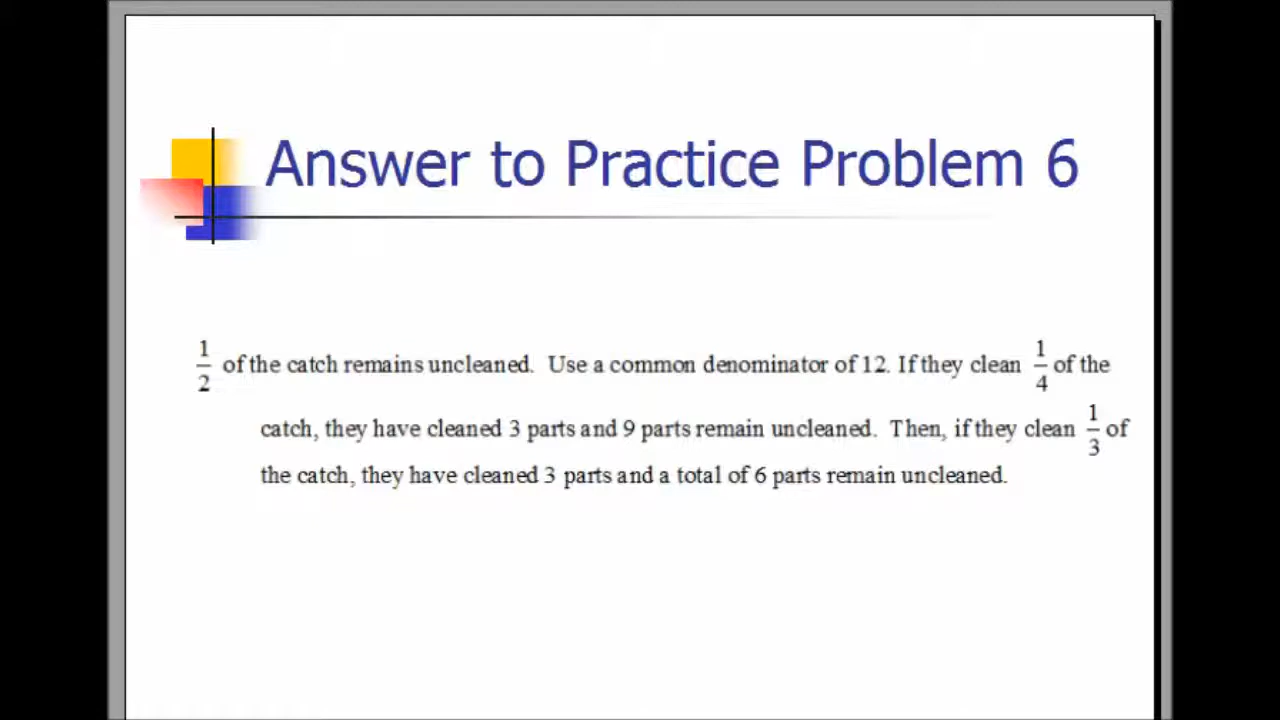 Answer to Practice Problem 6
1/2 of the catch remains uncleaned. Use a common denominator of 12. If they clean 1/4 of the
catch, they have cleaned 3 parts and 9 parts remain uncleaned. Then, if they clean 1/3 of
the catch, they have cleaned 3 parts and a total of 6 parts remain uncleaned.